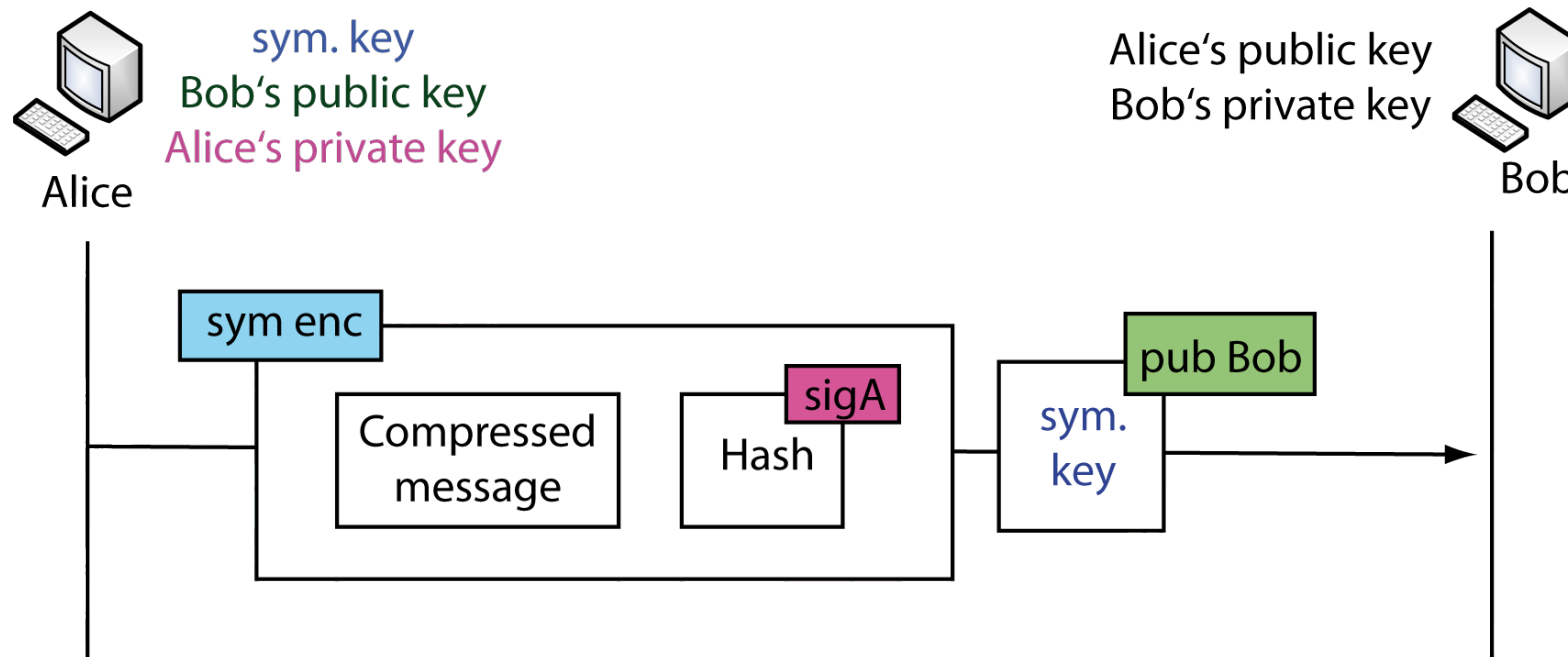 sym. key
Bob‘s public key
Alice‘s private key
Alice
Alice‘s public key
Bob‘s private key
Bob
sym enc
Compressed
message
Hash
sigA
sym.
key
pub Bob